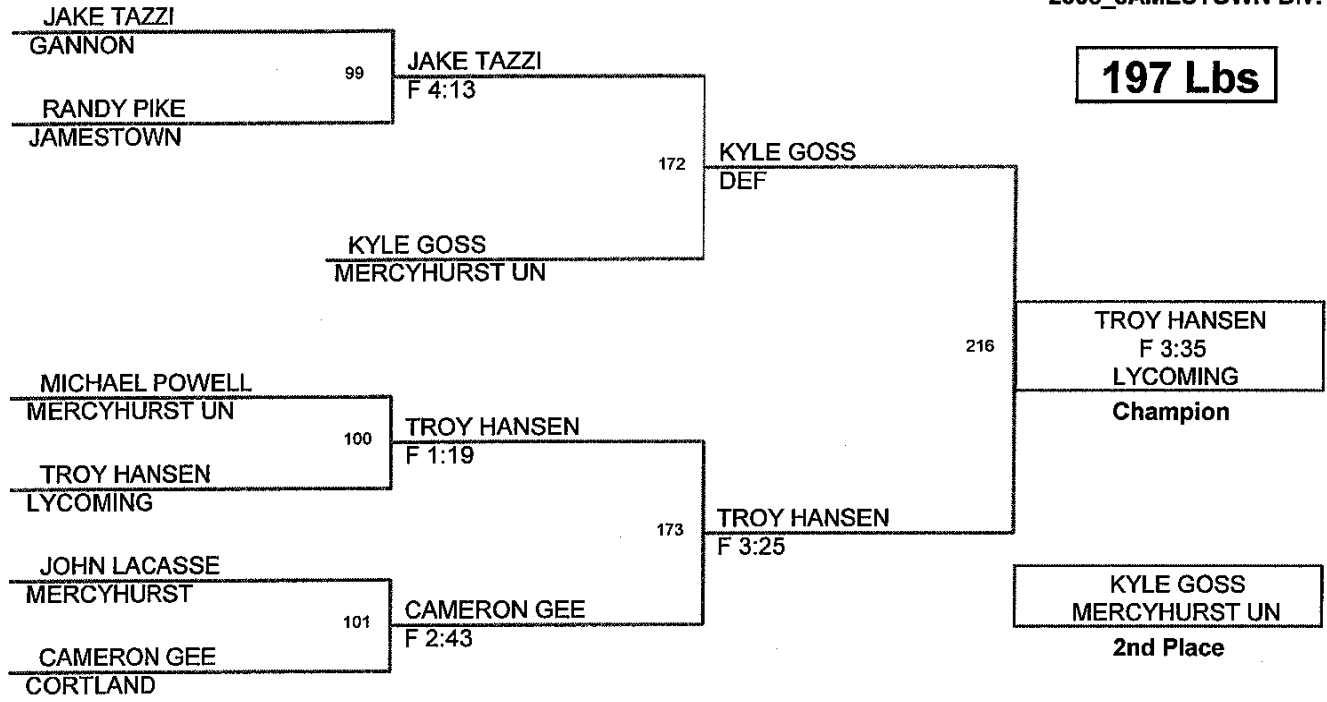 JAKE TAZZI
GANNON
99
JAKE TAZZI
F 4:13
197 Lbs
RANDY PIKE
JAMESTOWN
172
KYLE GOSS
DEF
KYLE GOSS
MERCYHURST UN
216
TROY HANSEN
F 3:35
LYCOMING
Champion
MICHAEL POWELL
MERCYHURST UN
100
TROY HANSEN
F 1:19
TROY HANSEN
LYCOMING
173
TROY HANSEN
F 3:25
JOHN LACASSE
MERCYHURST
101
CAMERON GEE
F 2:43
CAMERON GEE
CORTLAND
KYLE GOSS
MERCYHURST UN
2nd Place